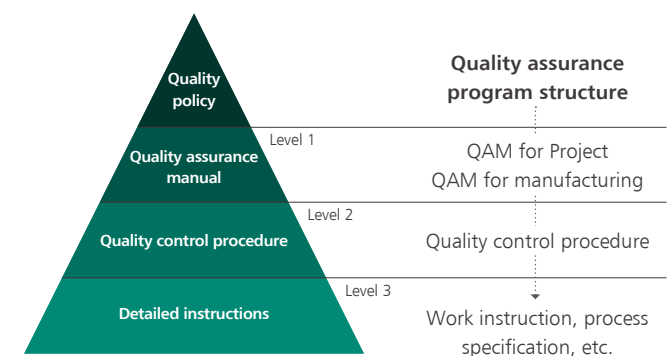 Quality
policy
Quality assurance
program structure
Level 1
Quality assurance
manual
QAM for Project
QAM for manufacturing
Level 2
Quality control procedure
Quality control procedure
Level 3
Detailed instructions
Work instruction, process
specification, etc.